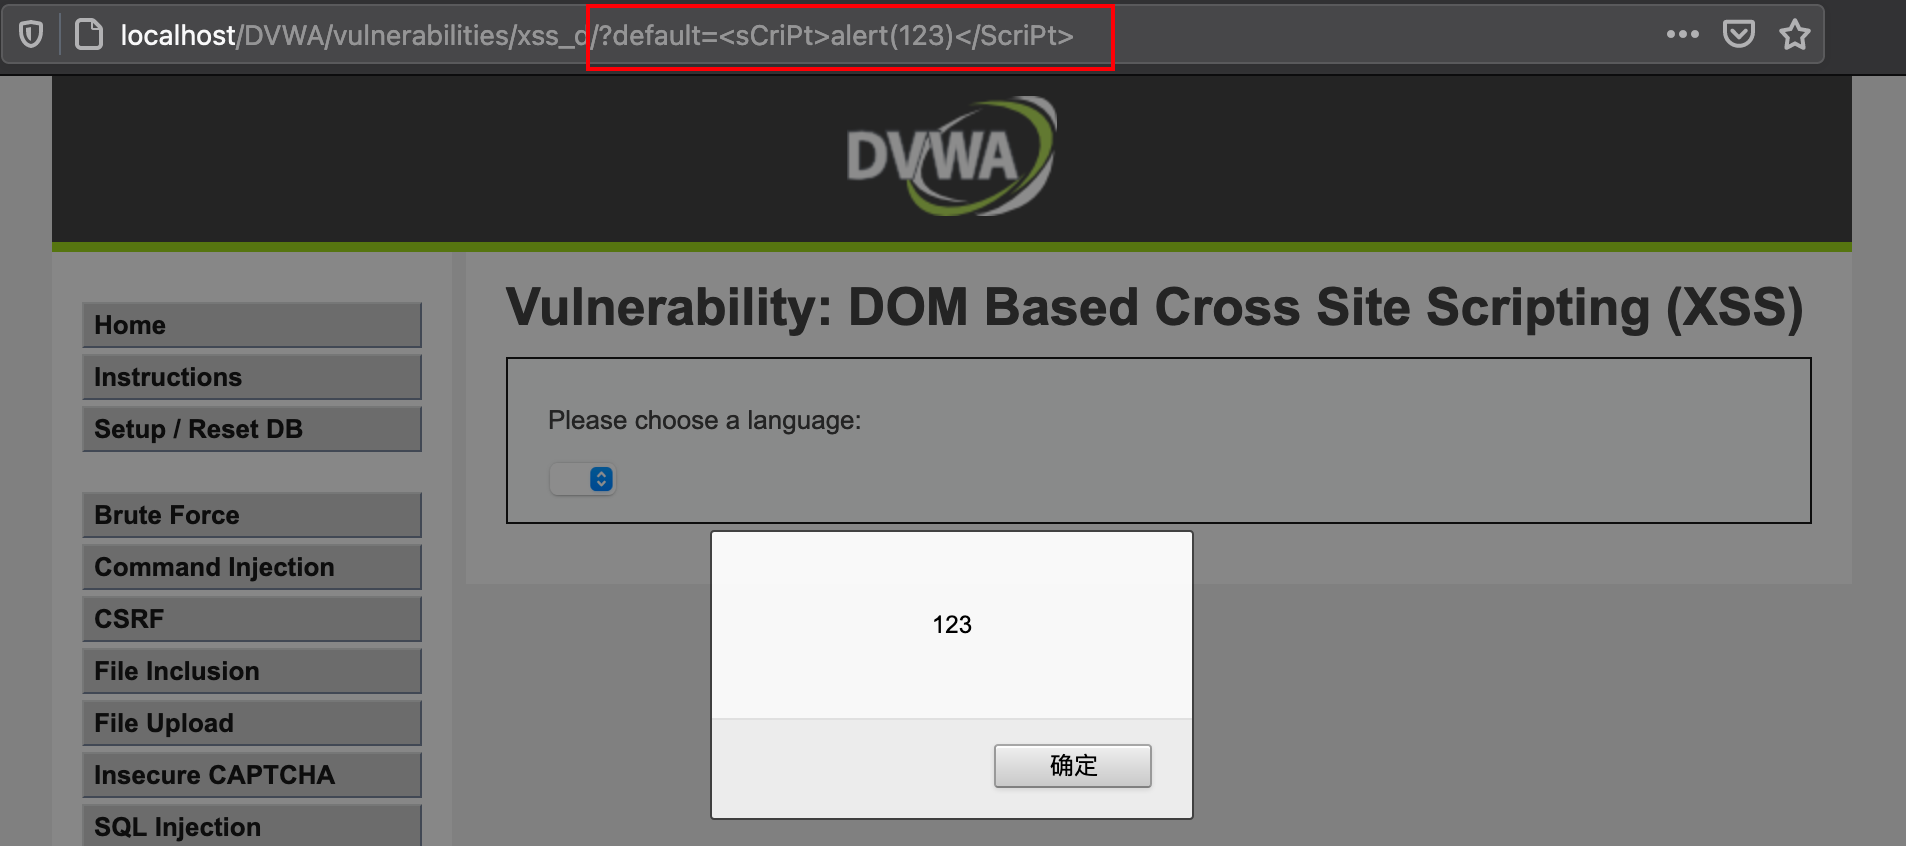 localhost/DVWA/vulnerabilities/xss_d/?default=<sCriPt>alert(123)</ScriPt>
DVWA
Vulnerability: DOM Based Cross Site Scripting (XSS)
Please choose a language:
Home
Instructions
Setup / Reset DB
Brute Force
Command Injection
CSRF
File Inclusion
File Upload
Insecure CAPTCHA
SQL Injection
123
确定